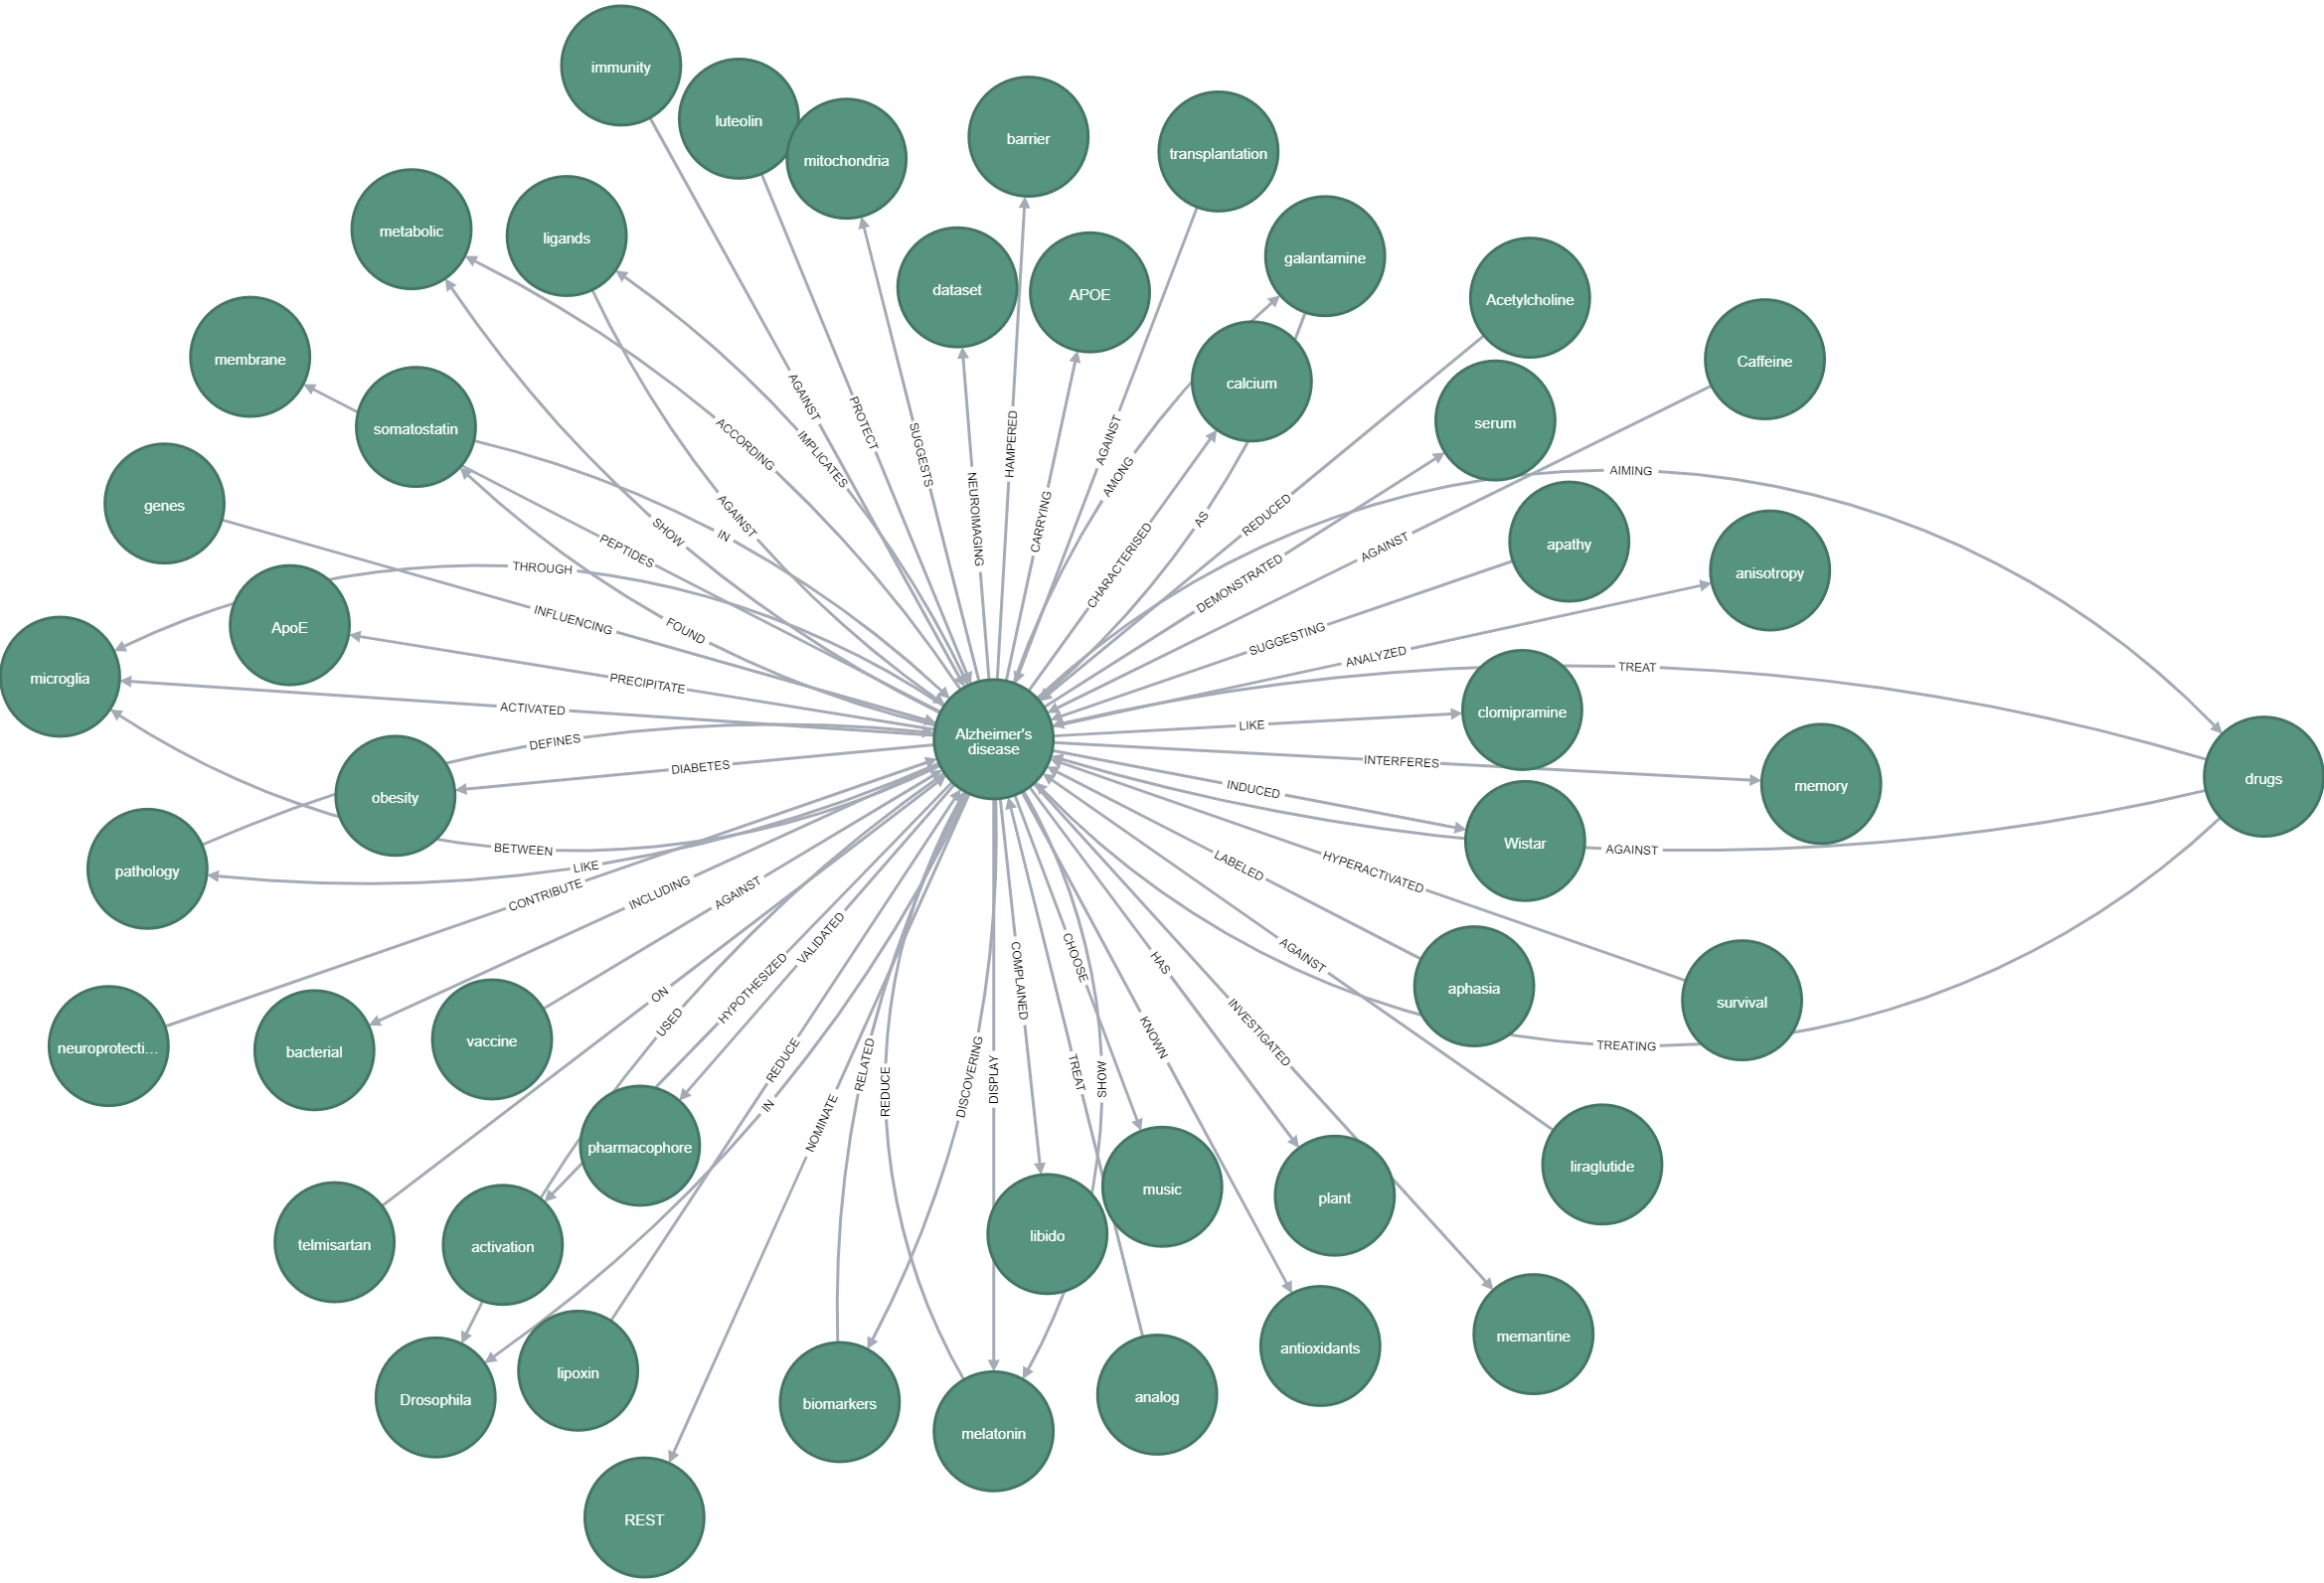 immunity
luteolin
mitochondria
barrier
transplantation
metabolic
ligands
dataset
APOE
galantamine
Acetylcholine
Caffeine
membrane
somatostatin
calcium
serum
AGAINST
PROTECT
ACCORDING
IMPLICATES
SUGGESTS
HAMPERED
AGAINST
AMONG
AIMING
NEUROIMAGING
genes
AGAINST
CARRYING
AS
REDUCED
SHOW
IN
PEPTIDES
CHARACTERISED
DEMONSTRATED
AGAINST
apathy
anisotropy
THROUGH
ApoE
INFLUENCING
FOUND
SUGGESTING
ANALYZED
microglia
PRECIPITATE
TREAT
ACTIVATED
clomipramine
LIKE
Alzheimer's
disease
DEFINES
DIABETES
INTERFERES
drugs
obesity
INDUCED
memory
Wistar
BETWEEN
AGAINST
pathology
LIKE
CONTRIBUTE
INCLUDING
AGAINST
LABELED
HYPERACTIVATED
VALIDATED
COMPLAINED
CHOOSE
HAS
AGAINST
aphasia
survival
ON
USED
HYPOTHESIZED
INVESTIGATED
KNOWN
TREATING
neuroprotecti...
bacterial
vaccine
REDUCE
IN
RELATED
REDUCE
DISCOVERING
DISPLAY
TREAT
SHOW
NOMINATE
pharmacophore
liraglutide
music
plant
telmisartan
activation
libido
memantine
antioxidants
lipoxin
Drosophila
biomarkers
melatonin
analog
REST